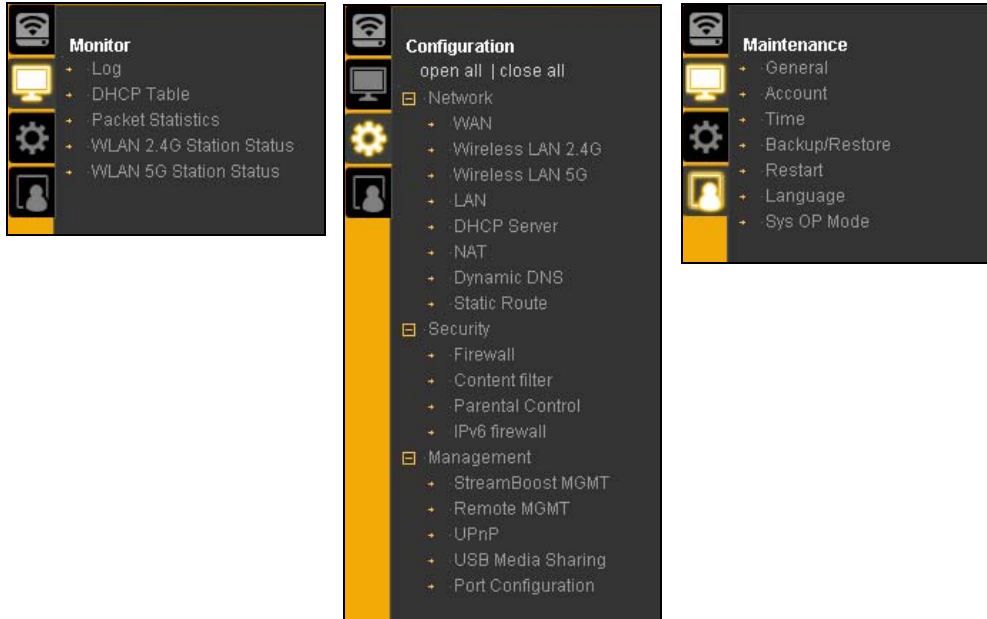 Monitor
Log
DHCP Table
Packet Statistics
WLAN 2.4G Station Status
WLAN 5G Station Status
Configuration
open all | close all
Network
WAN
Wireless LAN 2.4G
Wireless LAN 5G
LAN
DHCP Server
NAT
Dynamic DNS
Static Route
Security
Firewall
Content filter
Parental Control
IPv6 firewall
Management
StreamBoost MGMT
Remote MGMT
UPnP
USB Media Sharing
Port Configuration
Maintenance
General
Account
Time
Backup/Restore
Restart
Language
Sys OP Mode